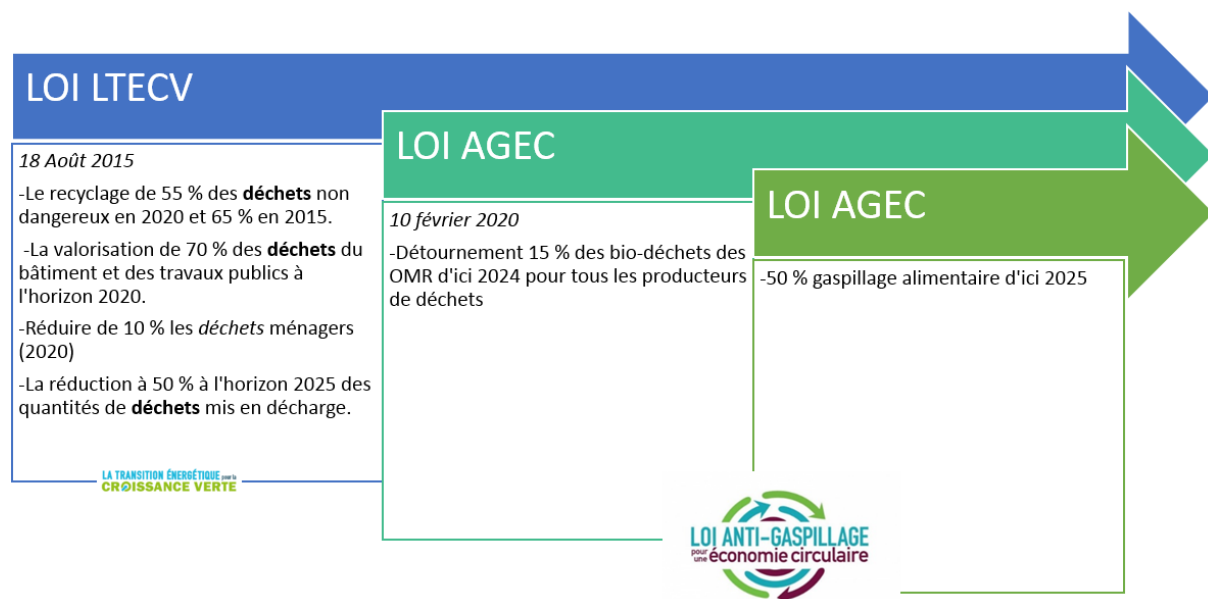 LOI LTECV
18 Août 2015
-Le recyclage de 55 % des déchets non
dangereux en 2020 et 65 % en 2015.
-La valorisation de 70 % des déchets du
bâtiment et des travaux publics à
l'horizon 2020.
-Réduire de 10 % les déchets ménagers
(2020)
-La réduction à 50 % à l'horizon 2025 des
quantités de déchets mis en décharge.
LA TRANSITION ÉNERGÉTIQUE pour la
CROISSANCE VERTE
LOI AGEC
10 février 2020
-Détournement 15 % des bio-déchets des
OMR d'ici 2024 pour tous les producteurs
de déchets
LOI AGEC
-50 % gaspillage alimentaire d'ici 2025
LOI ANTI-GASPILLAGE
pour une économie circulaire